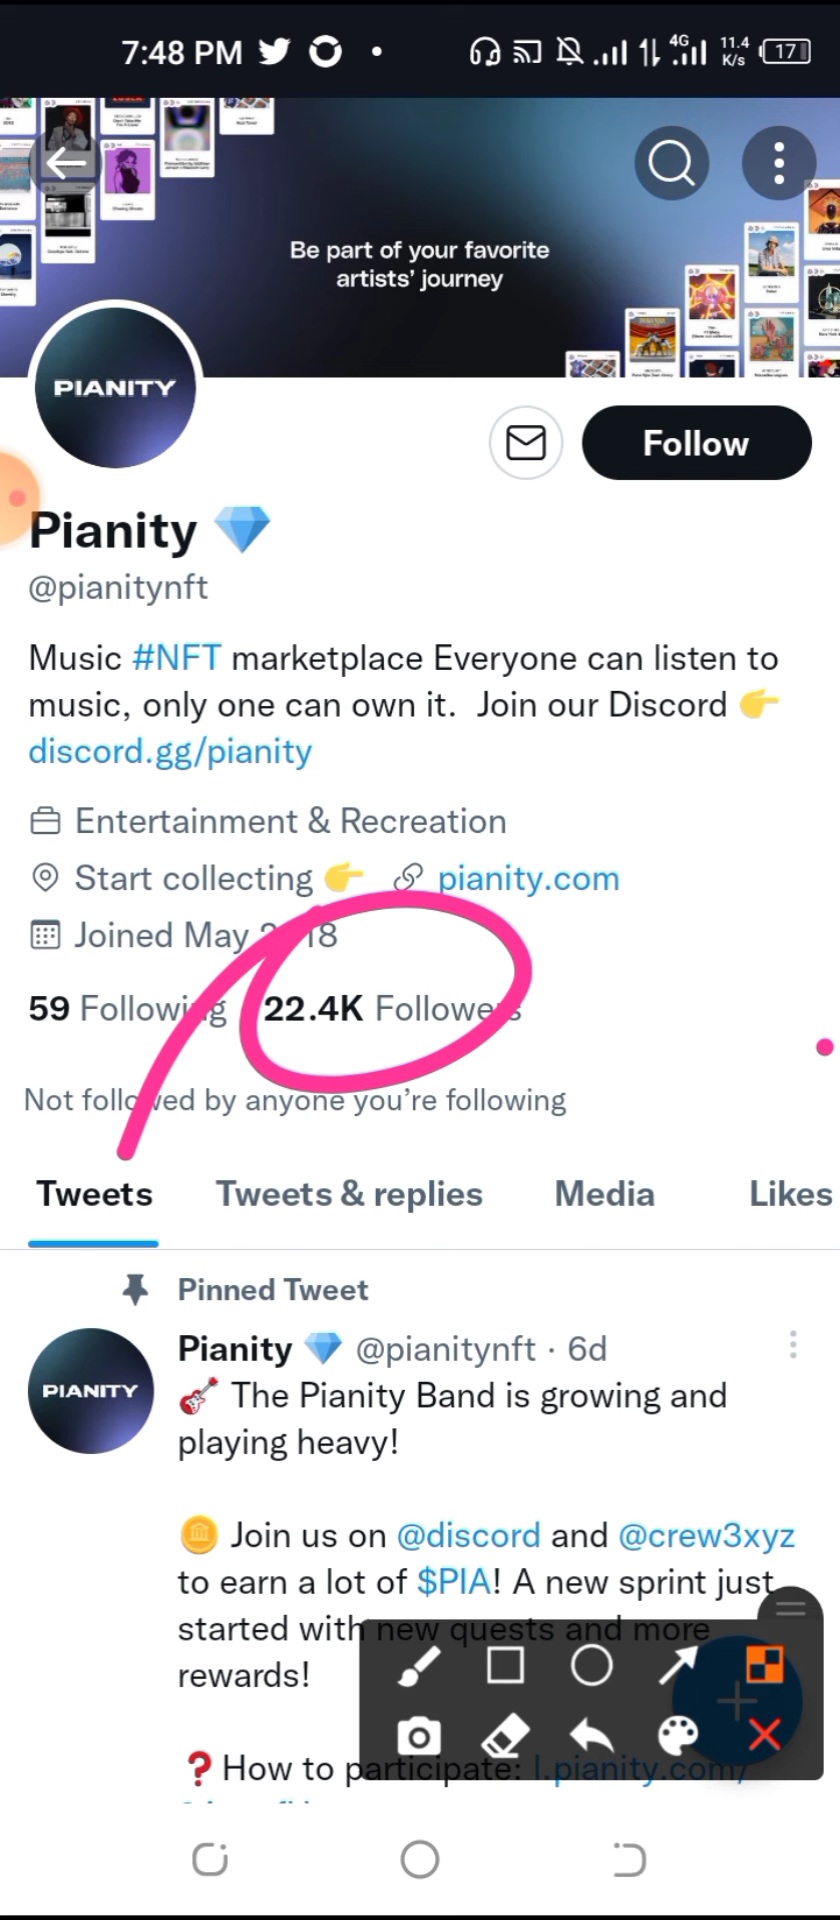 7:48 PM
4G
11.4
K/s
17
Be part of your favorite
artists' journey
PIANITY
Follow
Pianity 💎
@pianitynft
Music #NFT marketplace Everyone can listen to
music, only one can own it. Join our Discord 👉
discord.gg/pianity
Entertainment & Recreation
Start collecting 👉 pianity.com
Joined May
59 Following 22.4K Followers
Not followed by anyone you're following
Tweets Tweets & replies Media Likes
Pinned Tweet
PIANITY
Pianity 💎 @pianitynft · 6d
🎸 The Pianity Band is growing and
playing heavy!
🪙 Join us on @discord and @crew3xyz
to earn a lot of $PIA! A new sprint just
started with new quests and more
rewards!
❓How to participate: l.pianity.com/